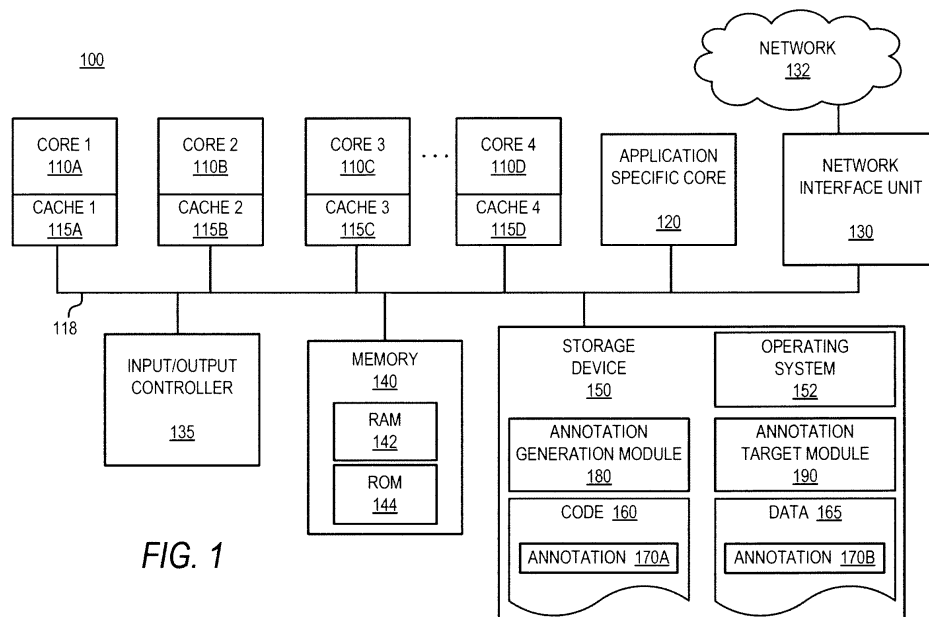 100
NETWORK
132
CORE 1
110A
CACHE 1
115A
CORE 2
110B
CACHE 2
115B
CORE 3
110C
CACHE 3
115C
...
CORE 4
110D
CACHE 4
115D
APPLICATION
SPECIFIC CORE
120
NETWORK
INTERFACE UNIT
130
118
INPUT/OUTPUT
CONTROLLER
135
MEMORY
140
RAM
142
ROM
144
STORAGE
DEVICE
150
OPERATING
SYSTEM
152
ANNOTATION
GENERATION MODULE
180
ANNOTATION
TARGET MODULE
190
CODE 160
ANNOTATION 170A
DATA 165
ANNOTATION 170B
FIG. 1